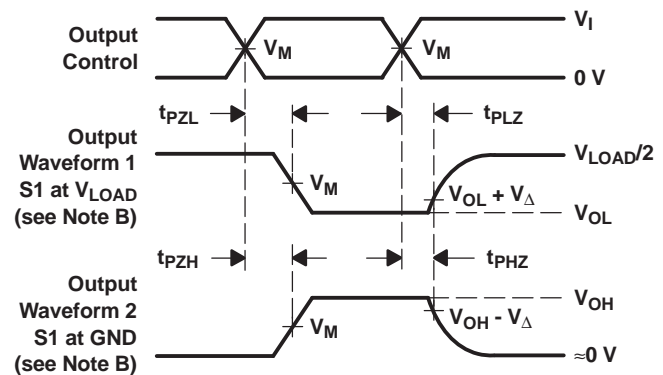 Output
Control
V_I
V_M
V_M
0 V
t_PZL
t_PLZ
Output
Waveform 1
S1 at V_LOAD
(see Note B)
V_LOAD/2
V_M
V_OL + V_Δ
V_OL
t_PZH
t_PHZ
Output
Waveform 2
S1 at GND
(see Note B)
V_OH
V_M
V_OH - V_Δ
≈0 V